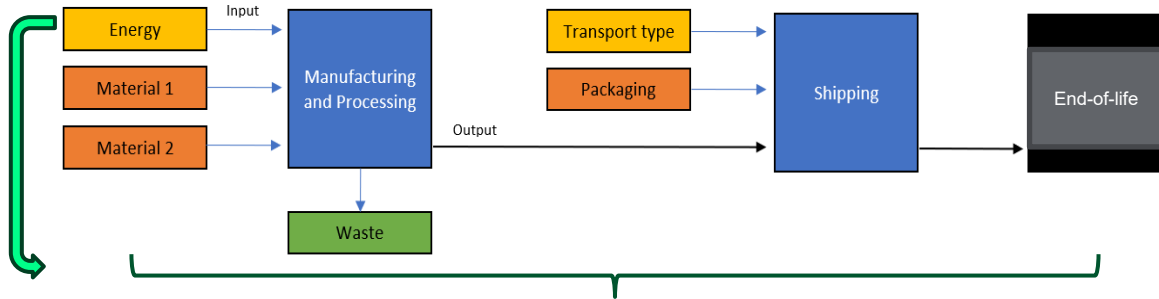 Energy
Input
Material 1
Material 2
Manufacturing
and Processing
Output
Waste
Transport type
Packaging
Shipping
End-of-life